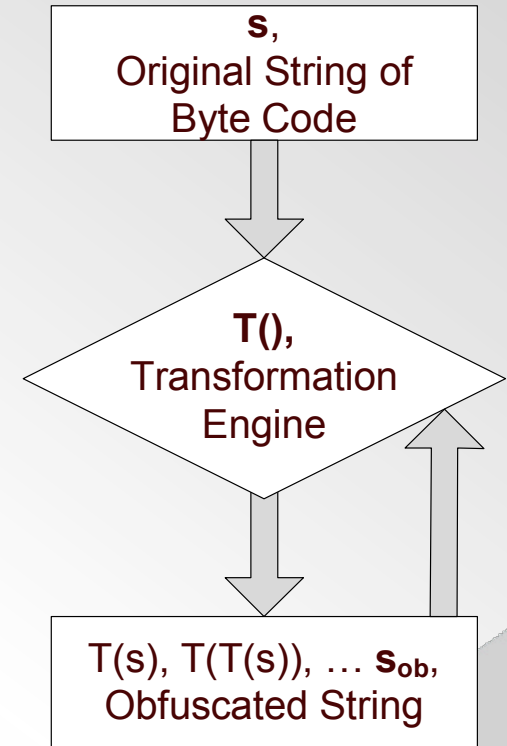 s,
Original String of
Byte Code
T(),
Transformation
Engine
T(s), T(T(s)), … sob,
Obfuscated String